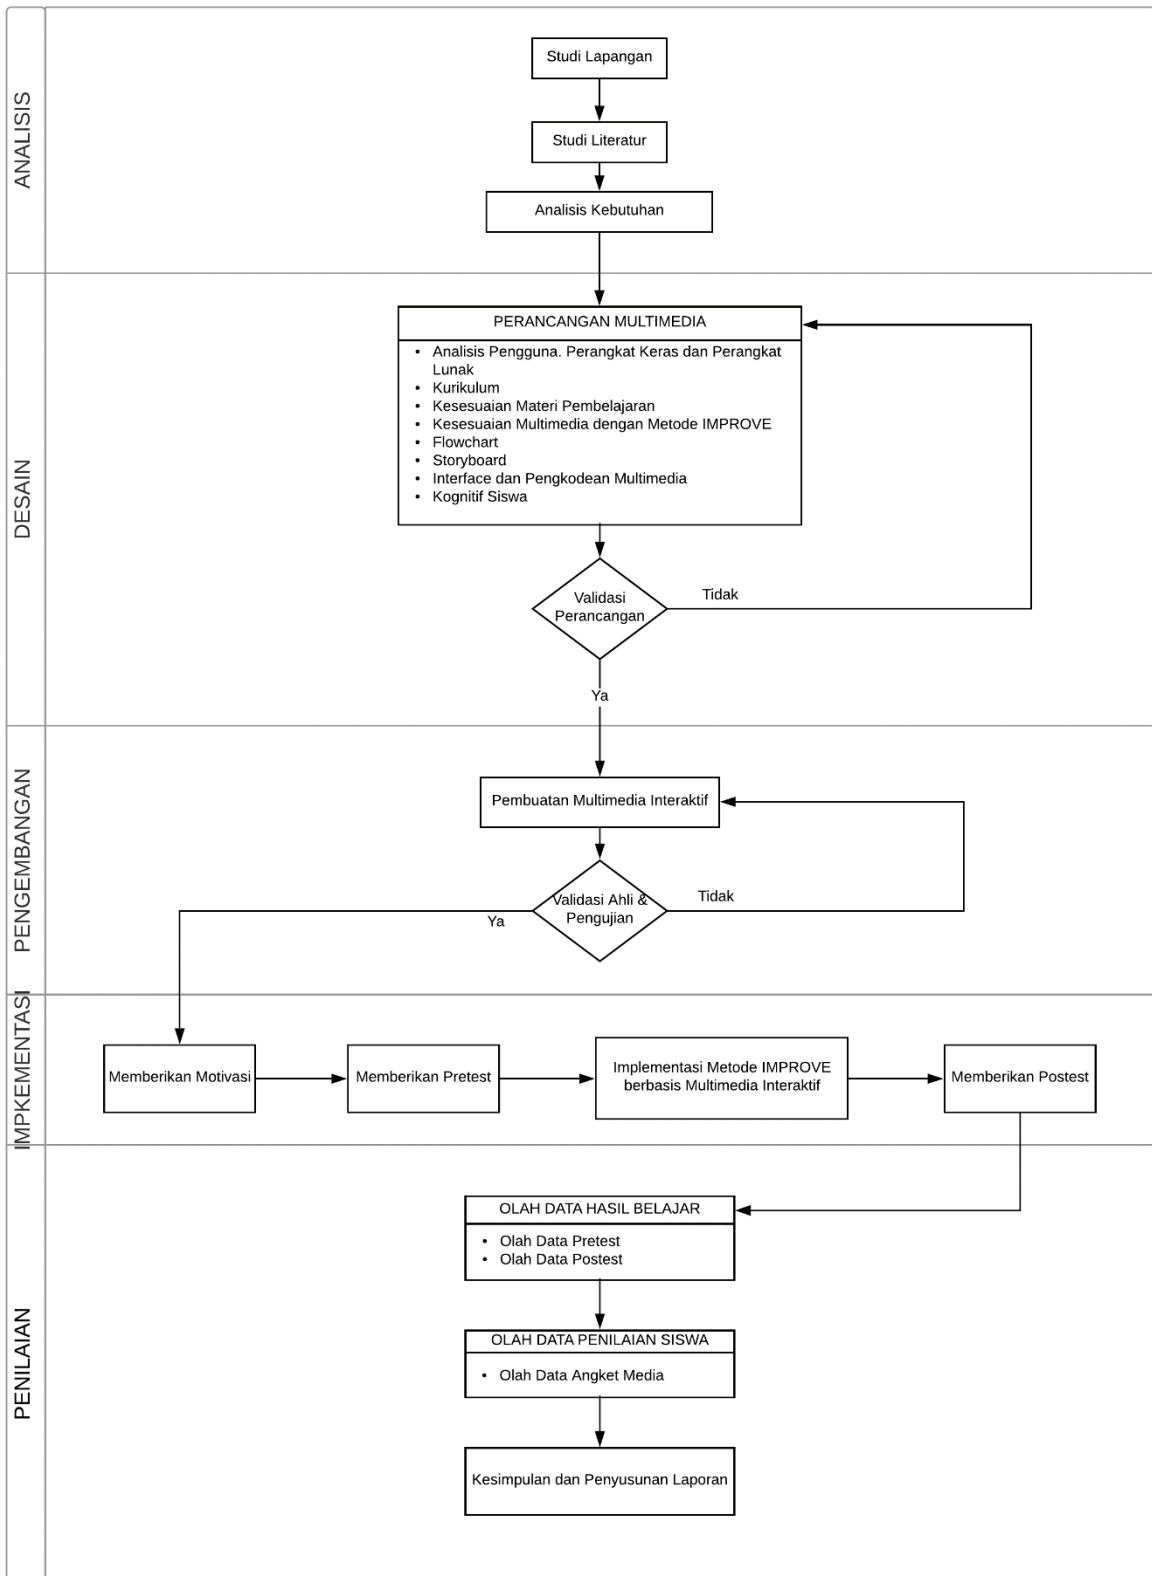 ANALISIS
Studi Lapangan
Studi Literatur
Analisis Kebutuhan
DESAIN
PERANCANGAN MULTIMEDIA
• Analisis Pengguna. Perangkat Keras dan Perangkat
Lunak
• Kurikulum
• Kesesuaian Materi Pembelajaran
• Kesesuaian Multimedia dengan Metode IMPROVE
• Flowchart
• Storyboard
• Interface dan Pengkodean Multimedia
• Kognitif Siswa
Validasi
Perancangan
Tidak
Ya
PENGEMBANGAN
Pembuatan Multimedia Interaktif
Validasi Ahli &
Pengujian
Tidak
Ya
IMPKEMENTASI
Memberikan Motivasi
Memberikan Pretest
Implementasi Metode IMPROVE
berbasis Multimedia Interaktif
Memberikan Postest
PENILAIAN
OLAH DATA HASIL BELAJAR
• Olah Data Pretest
• Olah Data Postest
OLAH DATA PENILAIAN SISWA
• Olah Data Angket Media
Kesimpulan dan Penyusunan Laporan